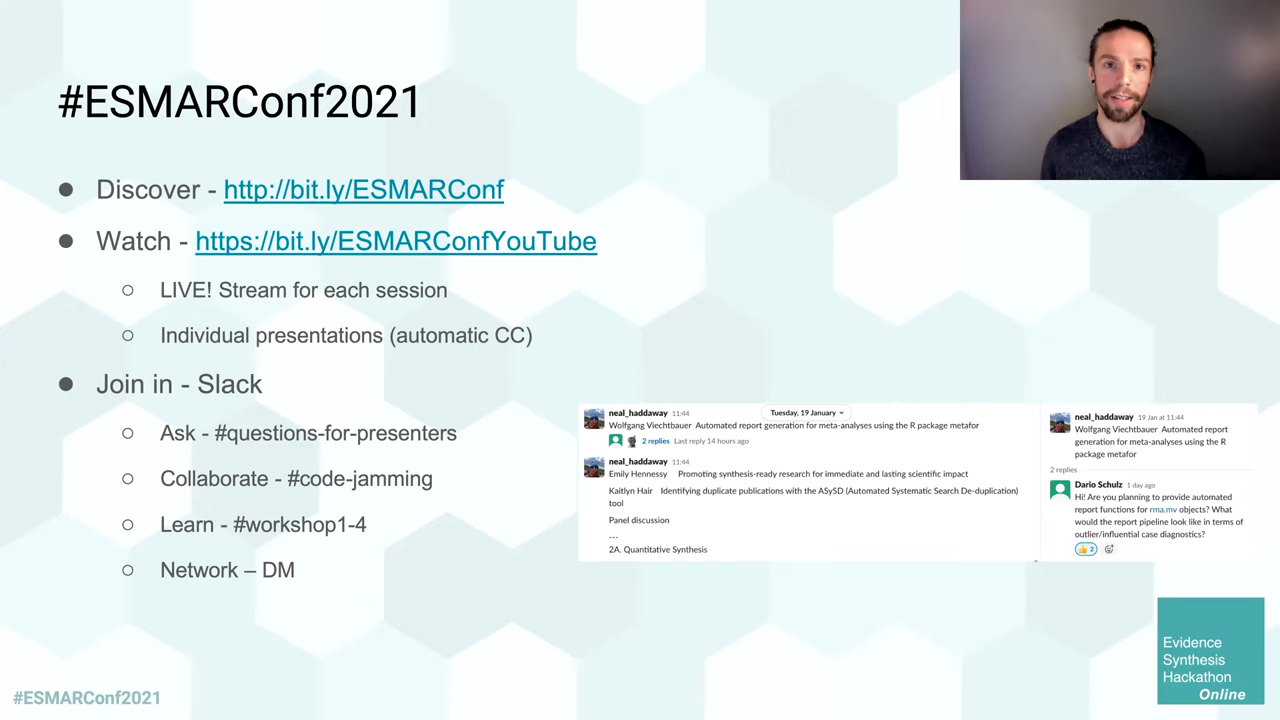 #ESMARConf2021
● Discover - http://bit.ly/ESMARConf
● Watch - https://bit.ly/ESMARConfYouTube
○ LIVE! Stream for each session
○ Individual presentations (automatic CC)
● Join in - Slack
○ Ask - #questions-for-presenters
○ Collaborate - #code-jamming
○ Learn - #workshop1-4
○ Network – DM
Tuesday, 19 January
neal_haddaway 11:44
Wolfgang Viechtbauer Automated report generation for meta-analyses using the R package metafor
2 replies Last reply 14 hours ago
neal_haddaway 11:44
Emily Hennessy Promoting synthesis-ready research for immediate and lasting scientific impact
Kaitlyn Hair Identifying duplicate publications with the ASySD (Automated Systematic Search De-duplication)
tool
Panel discussion
---
2A. Quantitative Synthesis
neal_haddaway 19 Jan at 11:44
Wolfgang Viechtbauer Automated report
generation for meta-analyses using the R
package metafor
2 replies
Dario Schulz 1 day ago
Hi! Are you planning to provide automated
report functions for rma.mv objects? What
would the report pipeline look like in terms of
outlier/influential case diagnostics?
2
Evidence
Synthesis
Hackathon
Online
#ESMARConf2021